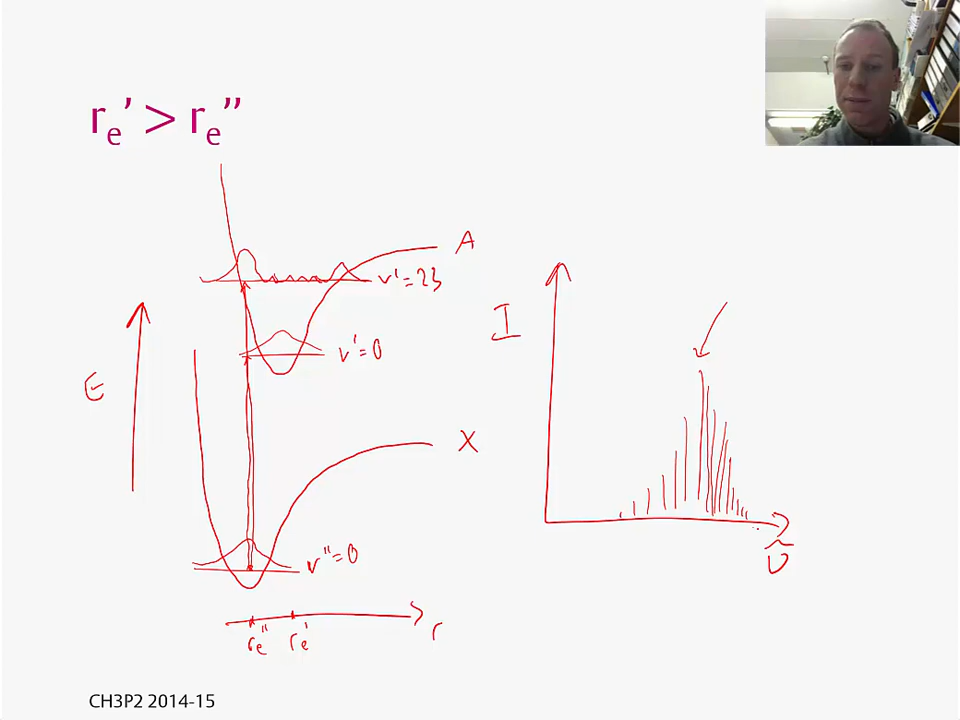 rₑ’ > rₑ”
A
v'=23
I
v'=0
E
X
v"=0
rₑ" rₑ'
r
ṽ
CH3P2 2014-15